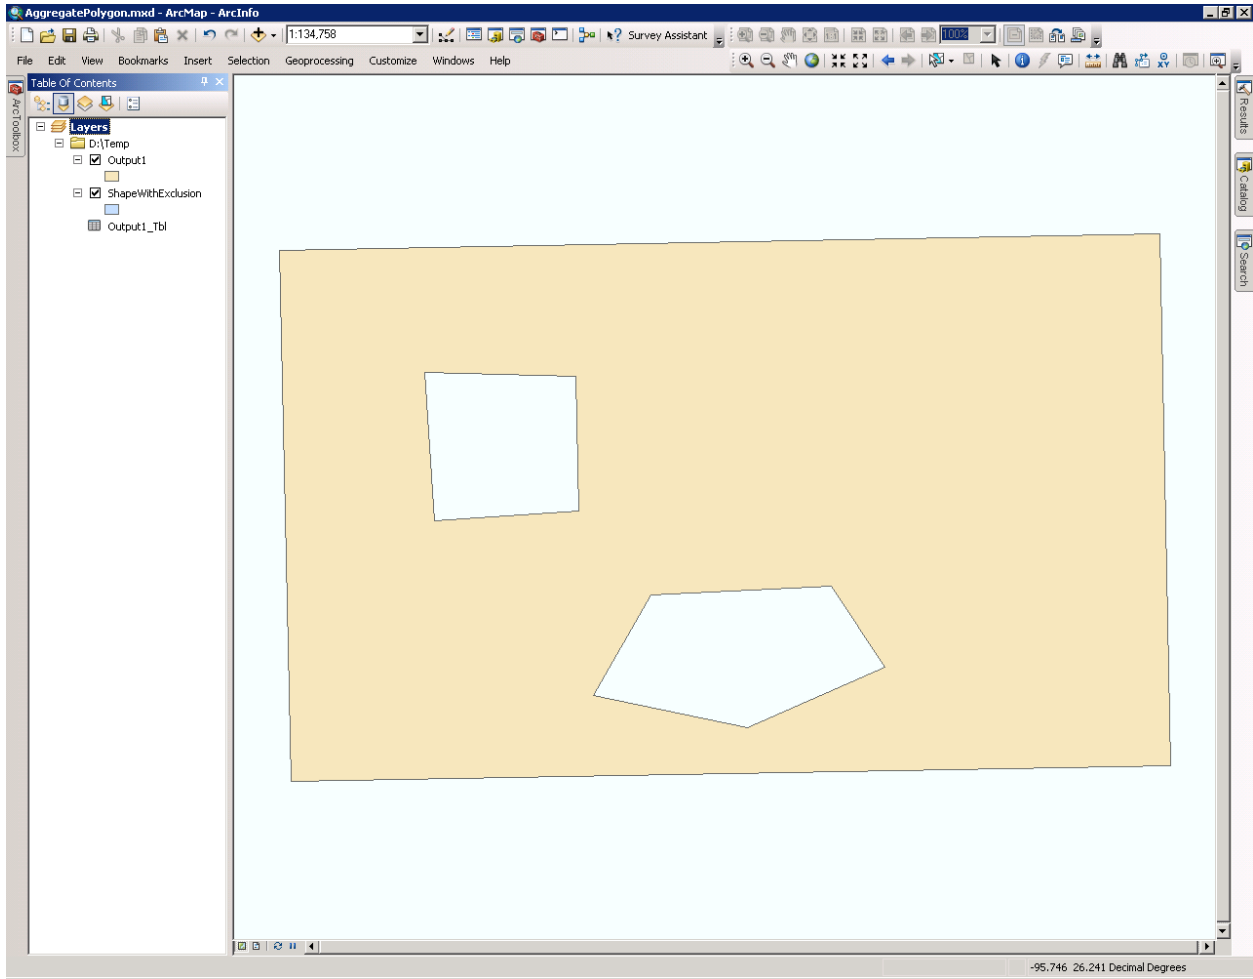 AggregatePolygon.mxd - ArcMap - ArcInfo
1:134,758
Survey Assistant
100%
File Edit View Bookmarks Insert Selection Geoprocessing Customize Windows Help
Table Of Contents
ArcToolbox
Layers
D:\Temp
Output1
ShapeWithExclusion
Output1_Tbl
Results
Catalog
Search
-95.746 26.241 Decimal Degrees